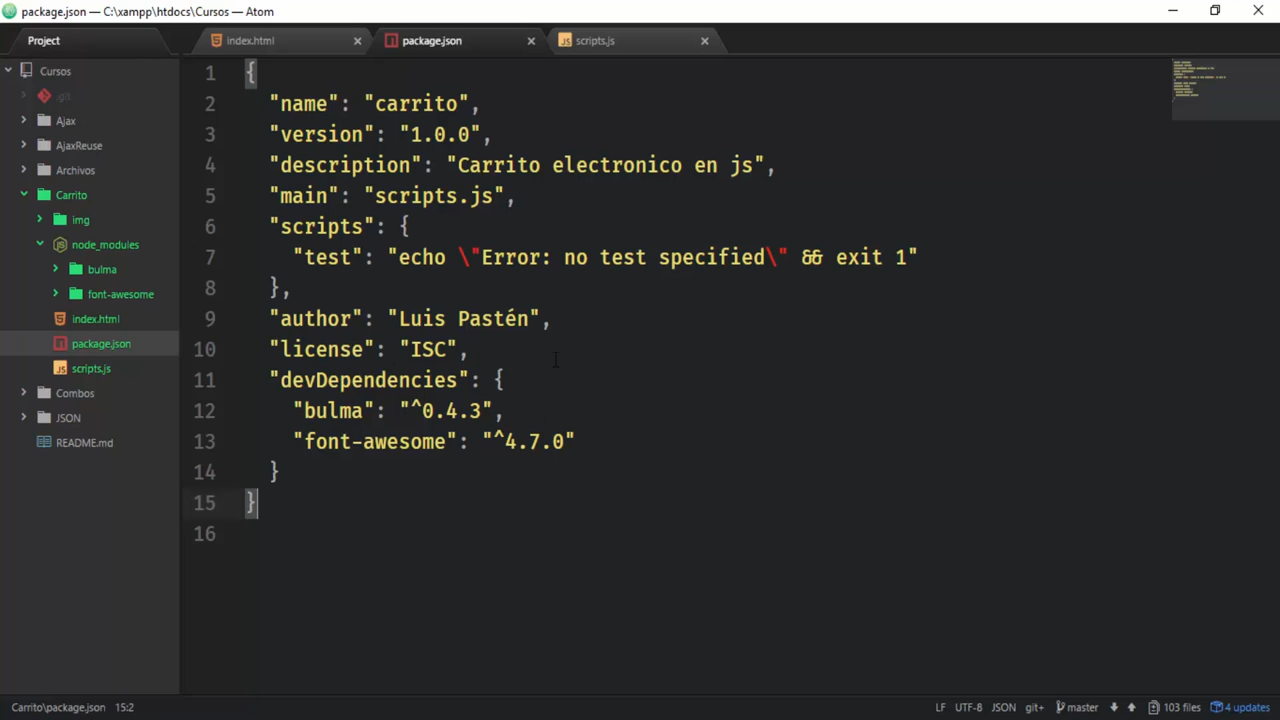 package.json — C:\xampp\htdocs\Cursos — Atom
Project
index.html
package.json
scripts.js
Cursos
.git
Ajax
AjaxReuse
Archivos
Carrito
img
node_modules
bulma
font-awesome
index.html
package.json
scripts.js
Combos
JSON
README.md
1 {
2 "name": "carrito",
3 "version": "1.0.0",
4 "description": "Carrito electronico en js",
5 "main": "scripts.js",
6 "scripts": {
7 "test": "echo \"Error: no test specified\" && exit 1"
8 },
9 "author": "Luis Pastén",
10 "license": "ISC",
11 "devDependencies": {
12 "bulma": "^0.4.3",
13 "font-awesome": "^4.7.0"
14 }
15 }
16
Carrito\package.json 15:2
LF UTF-8 JSON git+ master 103 files 4 updates